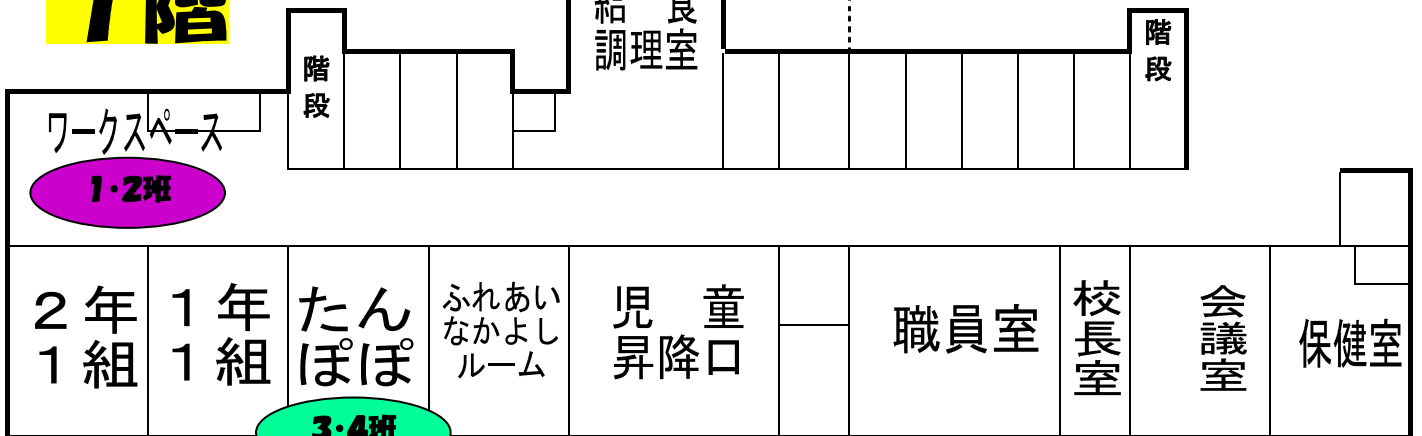 1階
給食
調理室
階段
階段
ワークスペース
1・2班
2年
1組
1年
1組
たん
ぽぽ
ふれあい
なかよし
ルーム
児童
昇降口
職員室
校長室
会議室
保健室
3・4班